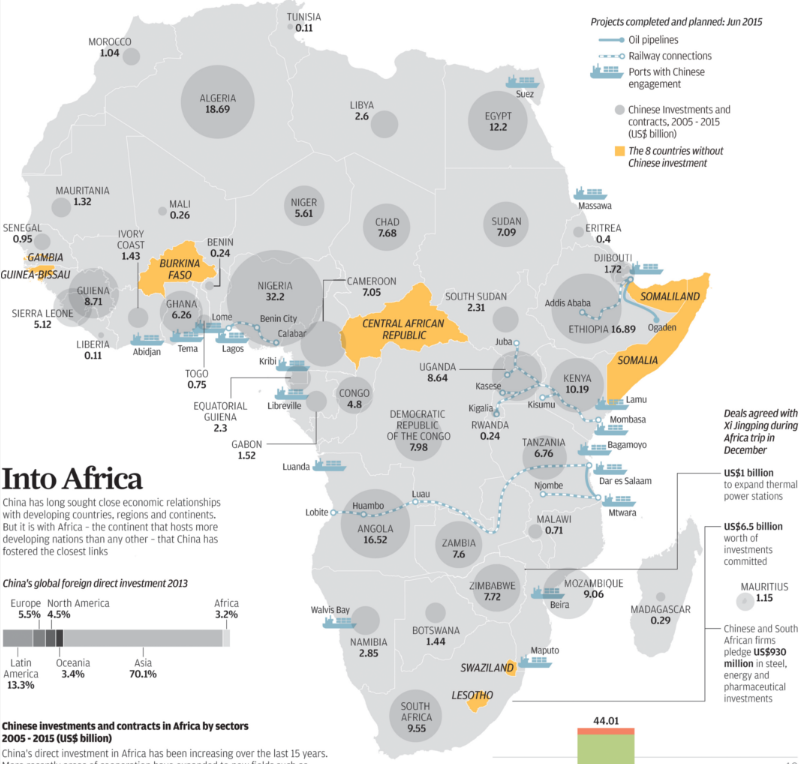 TUNISIA
0.11
MOROCCO
1.04
ALGERIA
18.69
LIBYA
2.6
EGYPT
12.2
Suez
Projects completed and planned: Jun 2015
Oil pipelines
Railway connections
Ports with Chinese
engagement
Chinese Investments and
contracts, 2005 - 2015
(US$ billion)
The 8 countries without
Chinese investment
MAURITANIA
1.32
MALI
0.26
NIGER
5.61
CHAD
7.68
SUDAN
7.09
Massawa
ERITREA
0.4
SENEGAL
0.95
GAMBIA
GUINEA-BISSAU
IVORY
COAST
1.43
BURKINA
FASO
BENIN
0.24
DJIBOUTI
1.72
GUIENA
8.71
SIERRA LEONE
5.12
LIBERIA
0.11
GHANA
6.26
NIGERIA
32.2
CAMEROON
7.05
SOUTH SUDAN
2.31
Addis Ababa
ETHIOPIA 16.89
SOMALILAND
Ogaden
SOMALIA
CENTRAL AFRICAN
REPUBLIC
Lome
Benin City
Calabar
Abidjan
Tema
Lagos
TOGO
0.75
Kribi
EQUATORIAL
GUIENA
2.3
Libreville
GABON
1.52
CONGO
4.8
DEMOCRATIC
REPUBLIC
OF THE CONGO
7.98
Juba
UGANDA
8.64
Kasese
Kigalia
RWANDA
0.24
Kisumu
KENYA
10.19
Lamu
Mombasa
Bagamoyo
TANZANIA
6.76
Dar es Salaam
Njombe
Mtwara
Deals agreed with
Xi Jingping during
Africa trip in
December
US$1 billion
to expand thermal
power stations
US$6.5 billion
worth of
investments
committed
Chinese and South
African firms
pledge US$930
million in steel,
energy and
pharmaceutical
investments
Luanda
Lobite
Huambo
Luau
ANGOLA
16.52
ZAMBIA
7.6
MALAWI
0.71
ZIMBABWE
7.72
MOZAMBIQUE
9.06
Beira
MADAGASCAR
0.29
MAURITIUS
1.15
Walvis Bay
NAMIBIA
2.85
BOTSWANA
1.44
Maputo
SWAZILAND
LESOTHO
SOUTH
AFRICA
9.55
Into Africa
China has long sought close economic relationships
with developing countries, regions and continents.
But it is with Africa – the continent that hosts more
developing nations than any other – that China has
fostered the closest links
China's global foreign direct investment 2013
Europe
5.5%
North America
4.5%
Africa
3.2%
Latin
America
13.3%
Oceania
3.4%
Asia
70.1%
Chinese investments and contracts in Africa by sectors
2005 - 2015 (US$ billion)
China's direct investment in Africa has been increasing over the last 15 years.
44.01